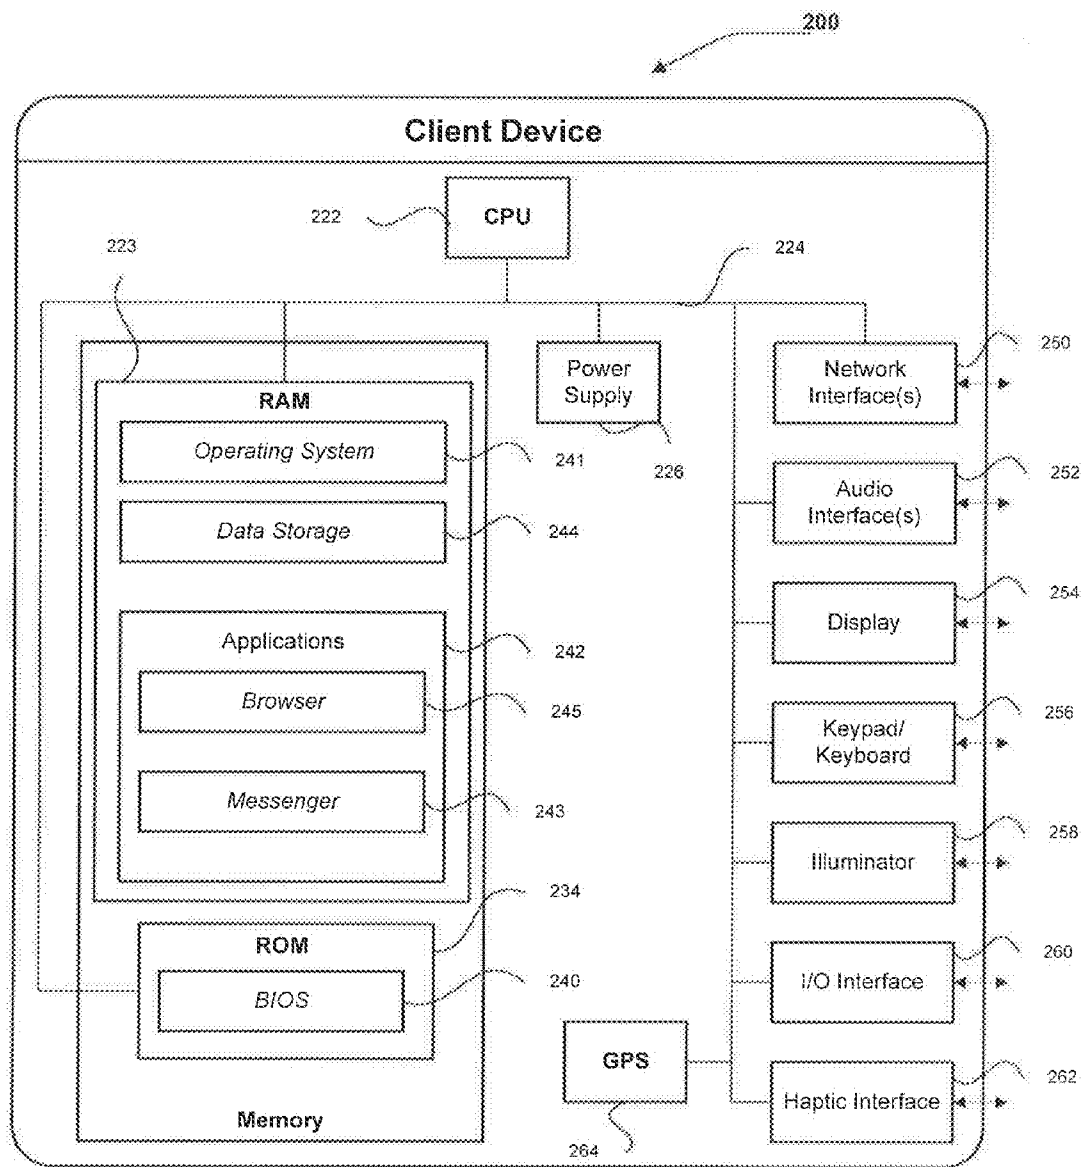 200
Client Device
CPU
222
223
224
Power
Supply
226
Network
Interface(s)
250
RAM
Operating System
241
Audio
Interface(s)
252
Data Storage
244
Display
254
Applications
242
Browser
245
Keypad/
Keyboard
256
Messenger
243
Illuminator
258
234
ROM
BIOS
240
I/O Interface
260
GPS
264
Haptic Interface
262
Memory